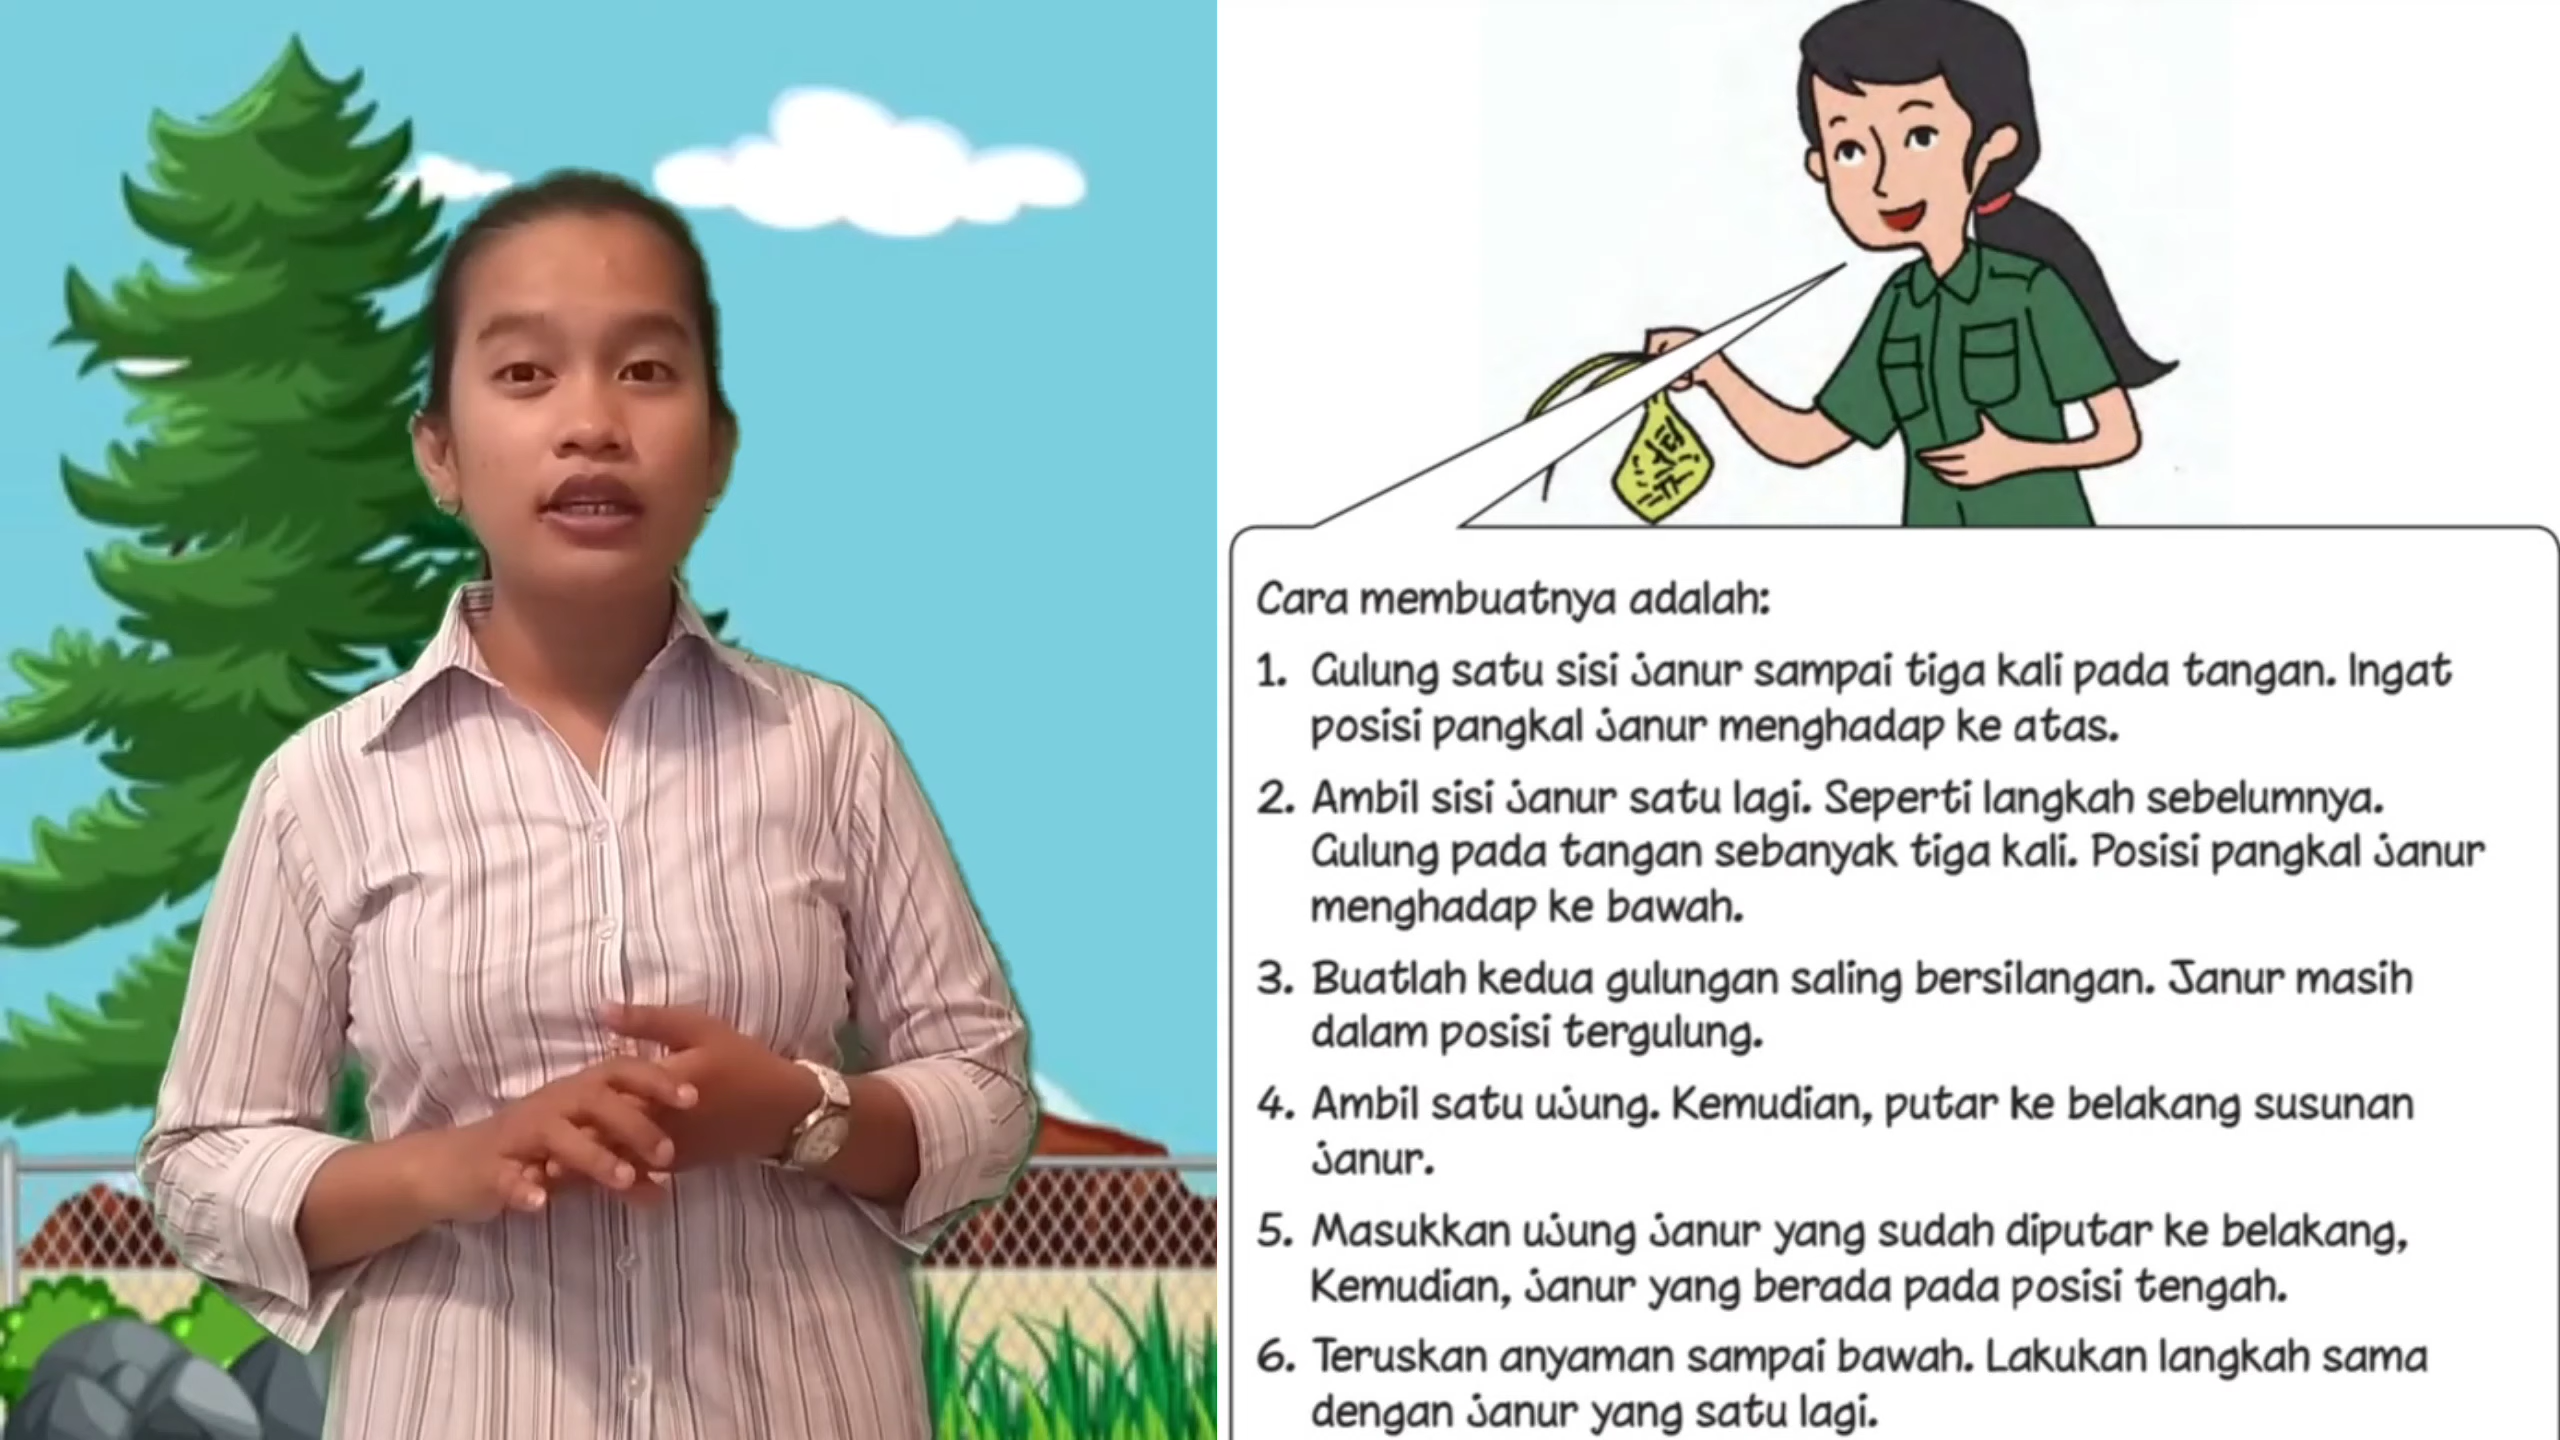 Cara membuatnya adalah:
1. Gulung satu sisi janur sampai tiga kali pada tangan. Ingat
posisi pangkal janur menghadap ke atas.
2. Ambil sisi janur satu lagi. Seperti langkah sebelumnya.
Gulung pada tangan sebanyak tiga kali. Posisi pangkal janur
menghadap ke bawah.
3. Buatlah kedua gulungan saling bersilangan. Janur masih
dalam posisi tergulung.
4. Ambil satu ujung. Kemudian, putar ke belakang susunan
janur.
5. Masukkan ujung janur yang sudah diputar ke belakang,
Kemudian, janur yang berada pada posisi tengah.
6. Teruskan anyaman sampai bawah. Lakukan langkah sama
dengan janur yang satu lagi.